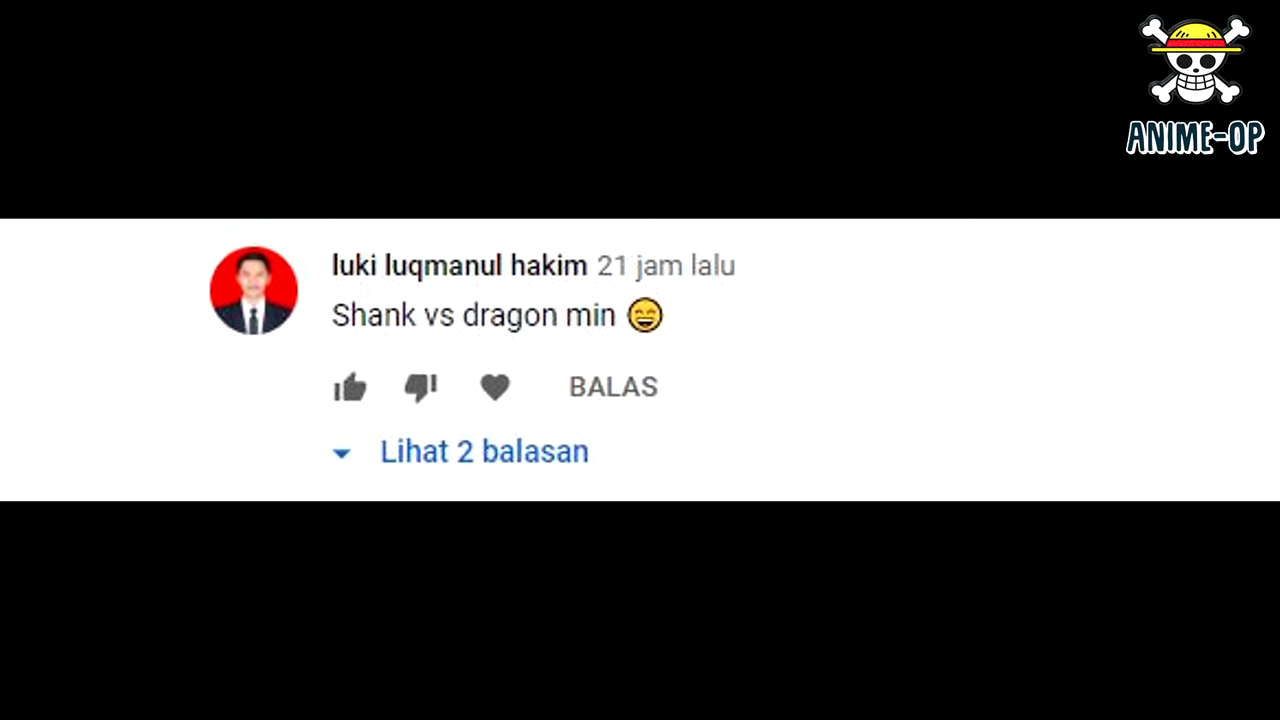 ANIME-OP
luki luqmanul hakim 21 jam lalu
Shank vs dragon min 😄
BALAS
Lihat 2 balasan